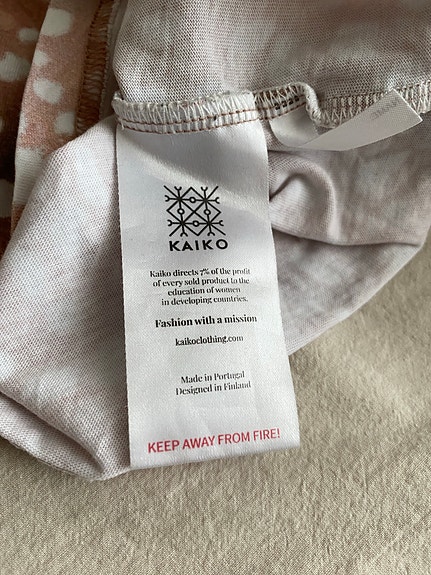 KAIKO
Kaiko directs 7% of the profit
of every sold product to the
education of women
in developing countries.
Fashion with a mission
kaikoclothing.com
Made in Portugal
Designed in Finland
KEEP AWAY FROM FIRE!